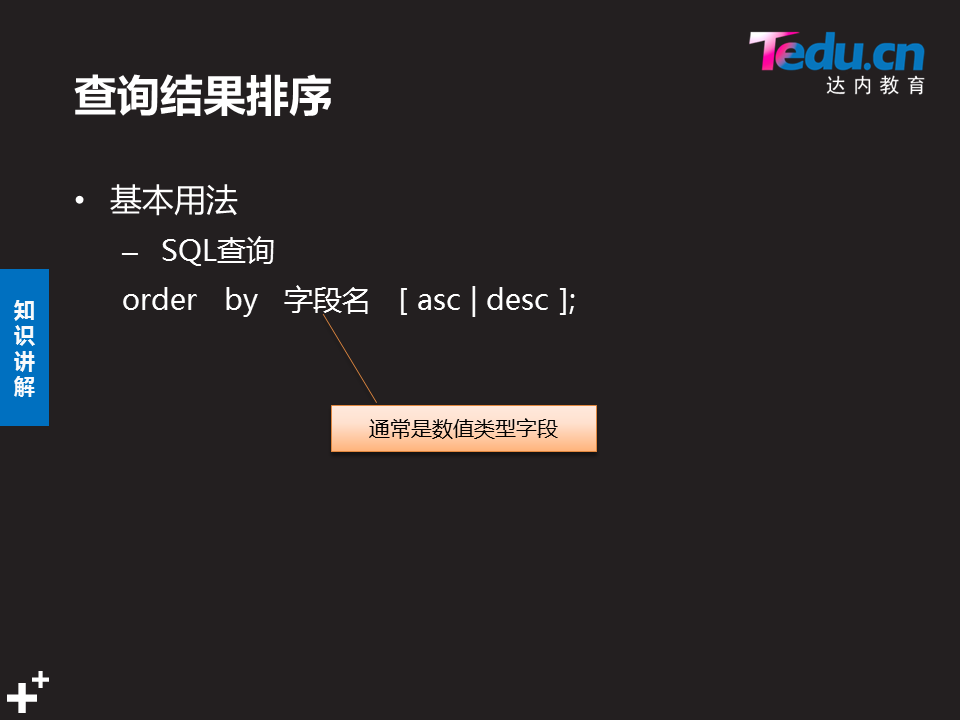 Tedu.cn
达内教育
查询结果排序
• 基本用法
– SQL查询
order by 字段名 [ asc | desc ];
知识讲解
通常是数值类型字段